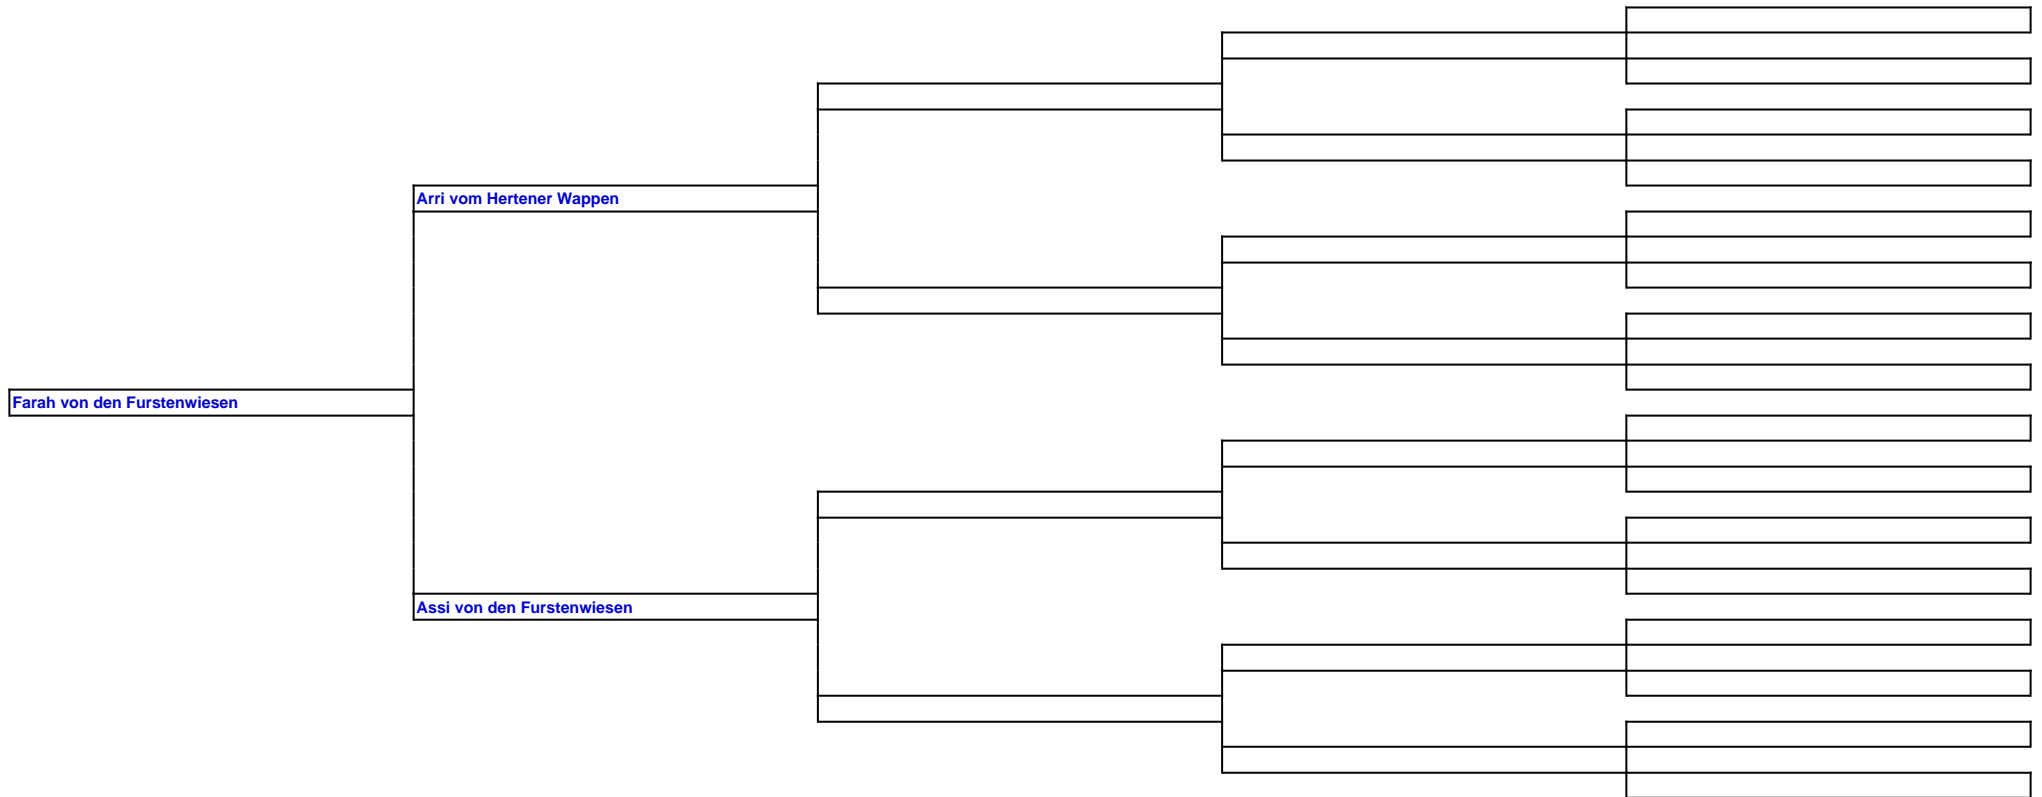 Arri vom Hertener Wappen
Farah von den Furstenwiesen
Assi von den Furstenwiesen